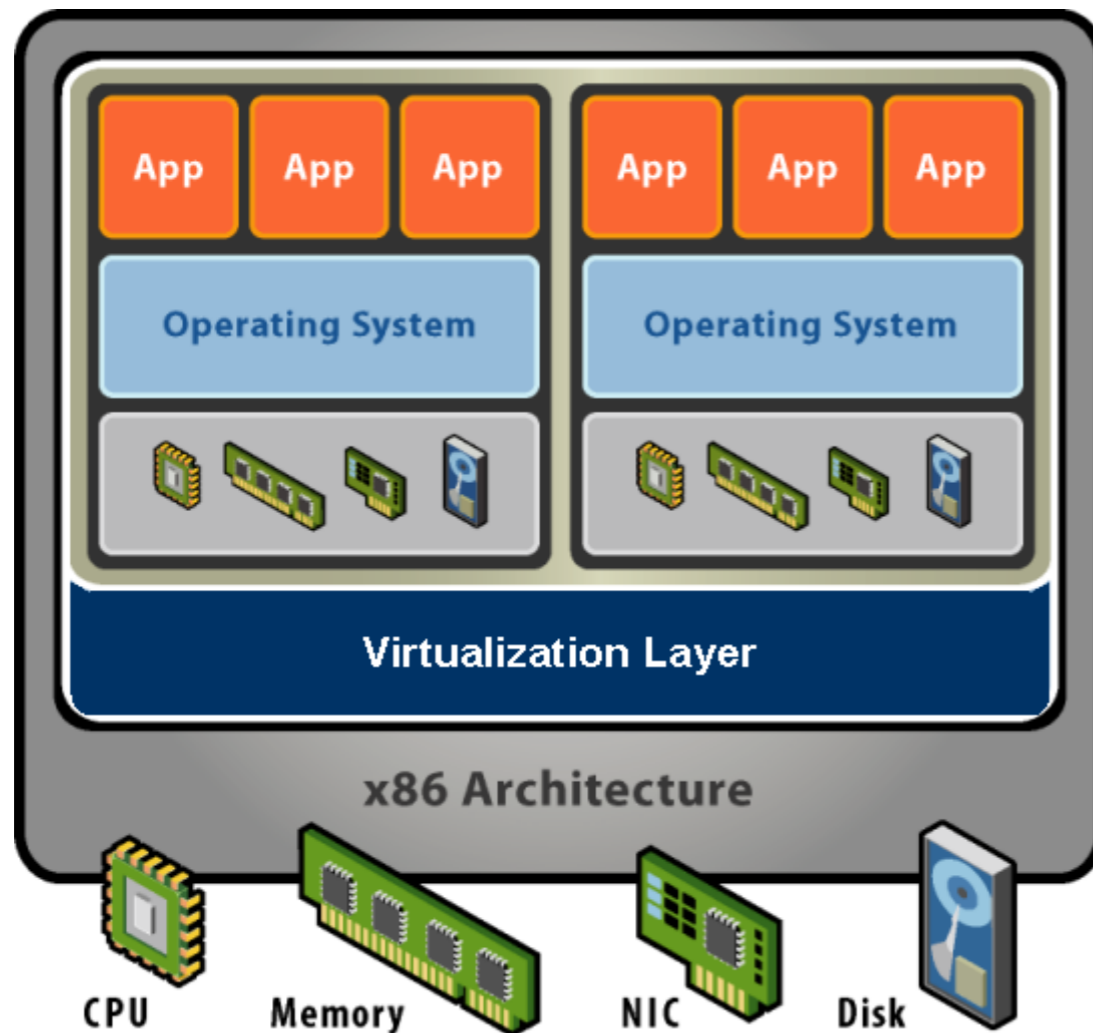 App App App App App App
Operating System Operating System
Virtualization Layer
x86 Architecture
CPU Memory NIC Disk